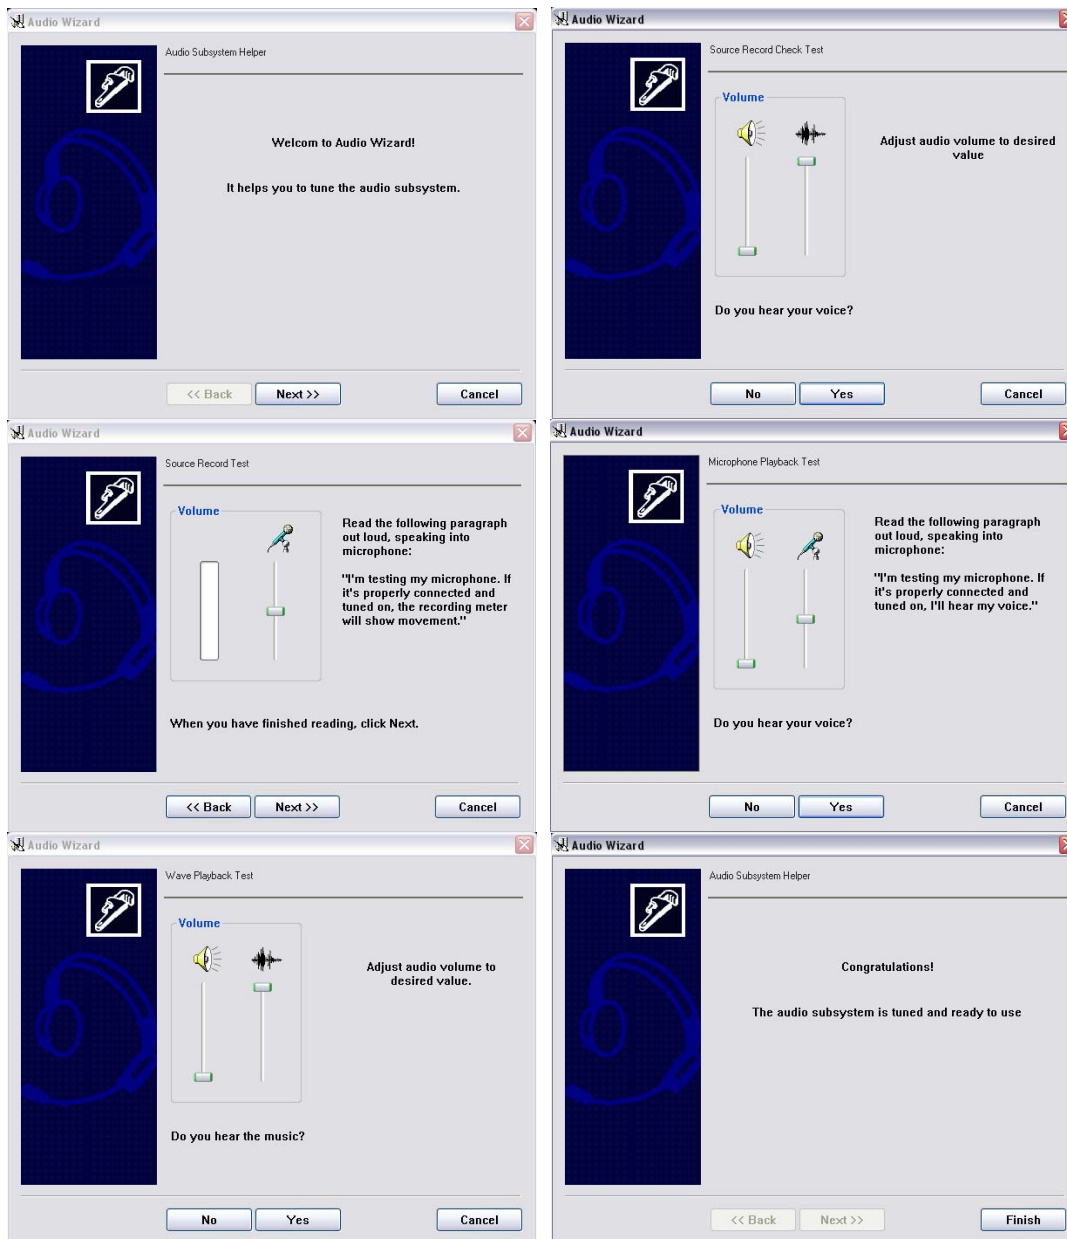 Audio Wizard
Audio Subsystem Helper
Welcom to Audio Wizard!
It helps you to tune the audio subsystem.
<< Back
Next >>
Cancel
Audio Wizard
Source Record Check Test
Volume
Adjust audio volume to desired
value
Do you hear your voice?
No
Yes
Cancel
Audio Wizard
Source Record Test
Volume
Read the following paragraph
out loud, speaking into
microphone:
"I'm testing my microphone. If
it's properly connected and
tuned on, the recording meter
will show movement."
When you have finished reading, click Next.
<< Back
Next >>
Cancel
Audio Wizard
Microphone Playback Test
Volume
Read the following paragraph
out loud, speaking into
microphone:
"I'm testing my microphone. If
it's properly connected and
tuned on, I'll hear my voice."
Do you hear your voice?
No
Yes
Cancel
Audio Wizard
Wave Playback Test
Volume
Adjust audio volume to
desired value.
Do you hear the music?
No
Yes
Cancel
Audio Wizard
Audio Subsystem Helper
Congratulations!
The audio subsystem is tuned and ready to use
<< Back
Next >>
Finish